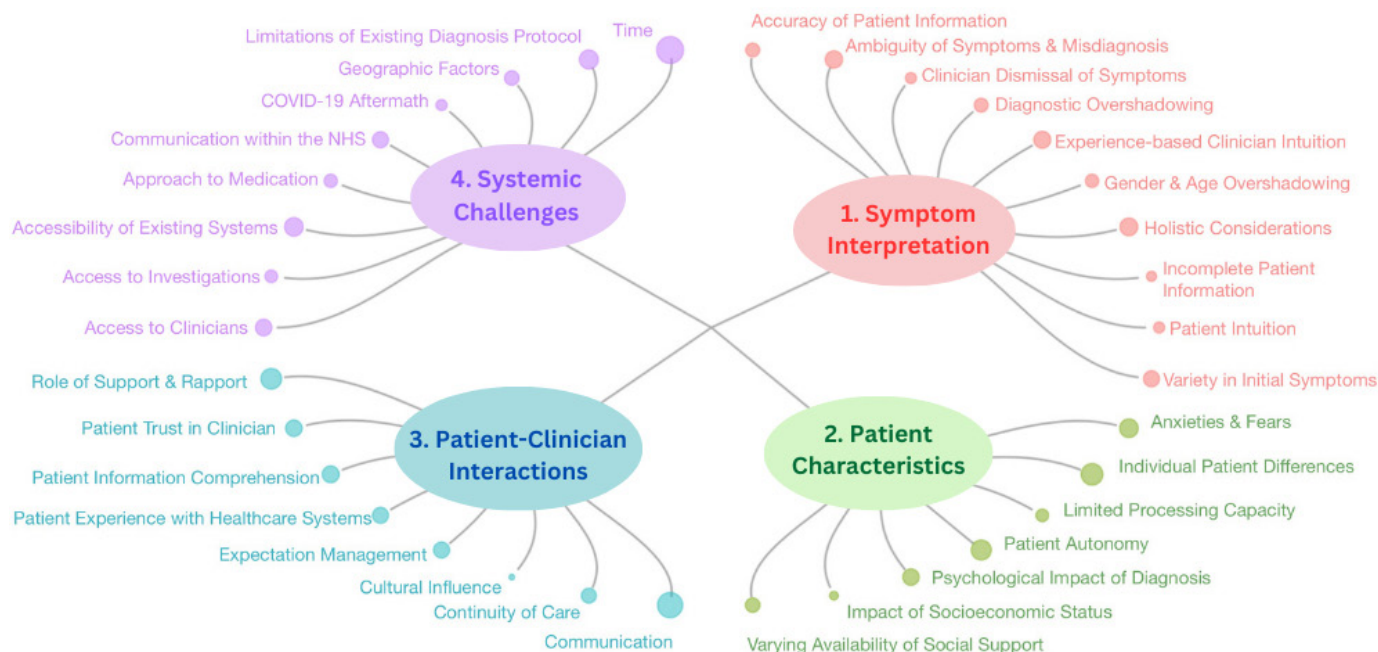 Limitations of Existing Diagnosis Protocol
Time
Geographic Factors
COVID-19 Aftermath
Communication within the NHS
Approach to Medication
Accessibility of Existing Systems
Access to Investigations
Access to Clinicians
4. Systemic
Challenges
Accuracy of Patient Information
Ambiguity of Symptoms & Misdiagnosis
Clinician Dismissal of Symptoms
Diagnostic Overshadowing
Experience-based Clinician Intuition
Gender & Age Overshadowing
Holistic Considerations
Incomplete Patient
Information
Patient Intuition
Variety in Initial Symptoms
1. Symptom
Interpretation
Role of Support & Rapport
Patient Trust in Clinician
Patient Information Comprehension
Patient Experience with Healthcare Systems
Expectation Management
Cultural Influence
Continuity of Care
Communication
3. Patient-Clinician
Interactions
2. Patient
Characteristics
Anxieties & Fears
Individual Patient Differences
Limited Processing Capacity
Patient Autonomy
Psychological Impact of Diagnosis
Impact of Socioeconomic Status
Varying Availability of Social Support